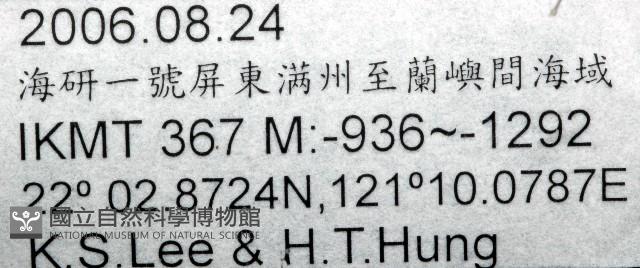 2006.08.24
海研一號屏東满州至蘭嶼間海域
IKMT 367 M:-936~-1292
22º 02.8724N,121º10.0787E
國立自然科學博物館
NATIONAL MUSEUM OF NATURAL SCIENCE
K.S.Lee & H.T.Hung